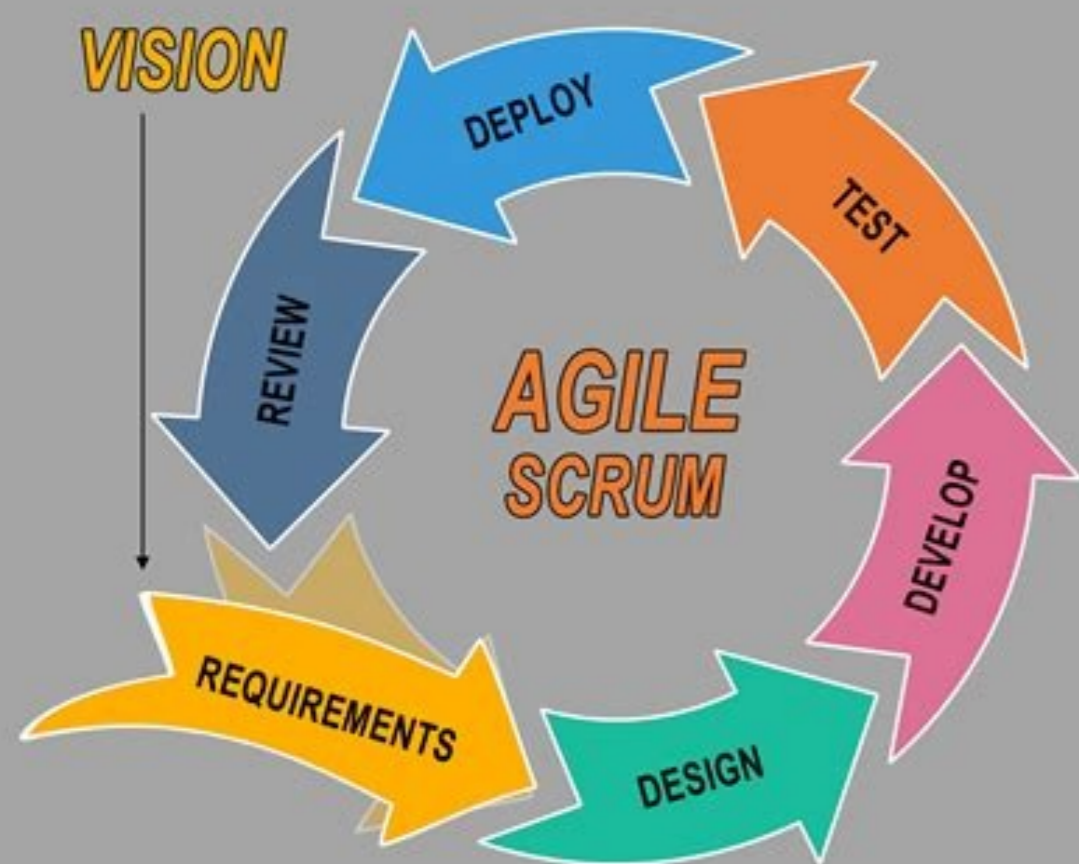 VISION
DEPLOY
TEST
REVIEW
AGILE
SCRUM
DEVELOP
REQUIREMENTS
DESIGN